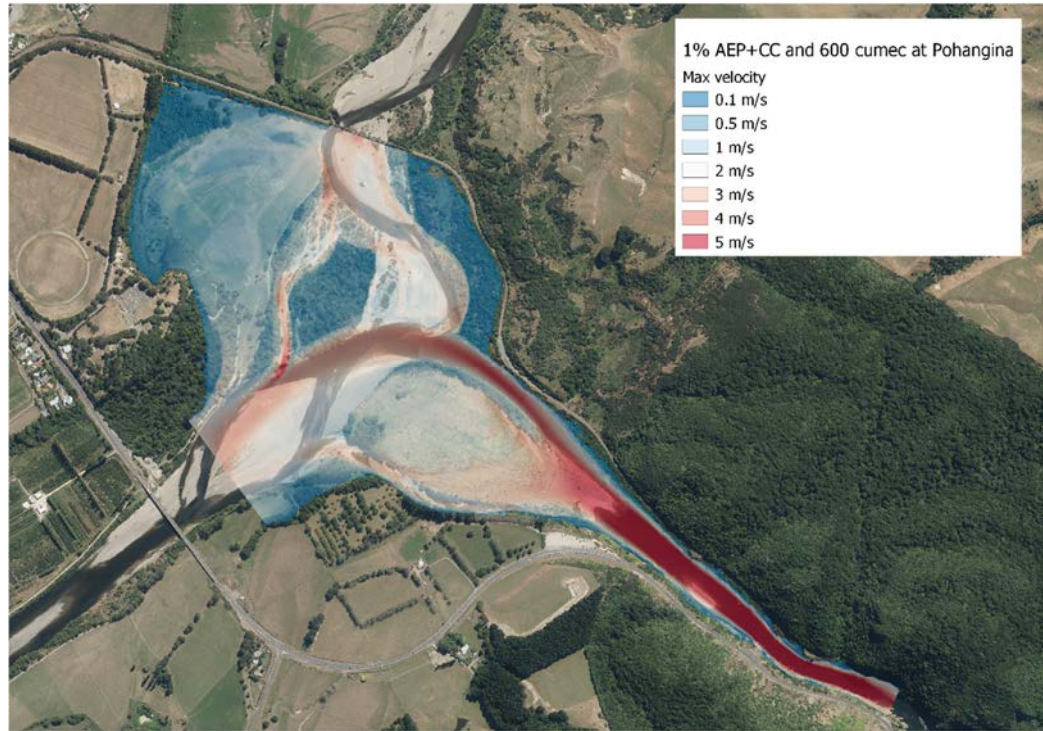 1% AEP+CC and 600 cumec at Pohangina
Max velocity
0.1 m/s
0.5 m/s
1 m/s
2 m/s
3 m/s
4 m/s
5 m/s